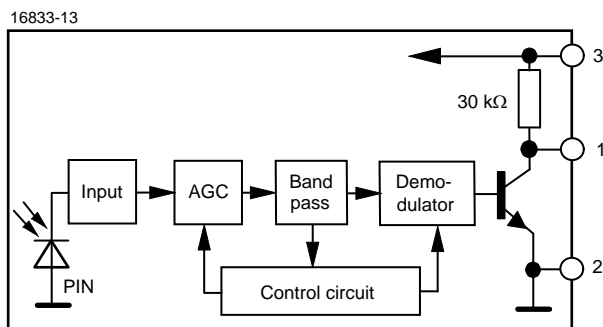 16833-13
3
30 kΩ
1
Input
AGC
Band
pass
Demo-
dulator
2
PIN
Control circuit